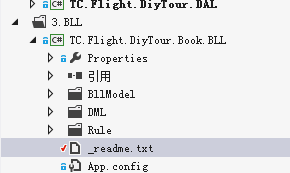 C# TC.Flight.DiyTour.DAL
3.BLL
C# TC.Flight.DiyTour.Book.BLL
Properties
引用
BllModel
DML
Rule
_readme.txt
App.config